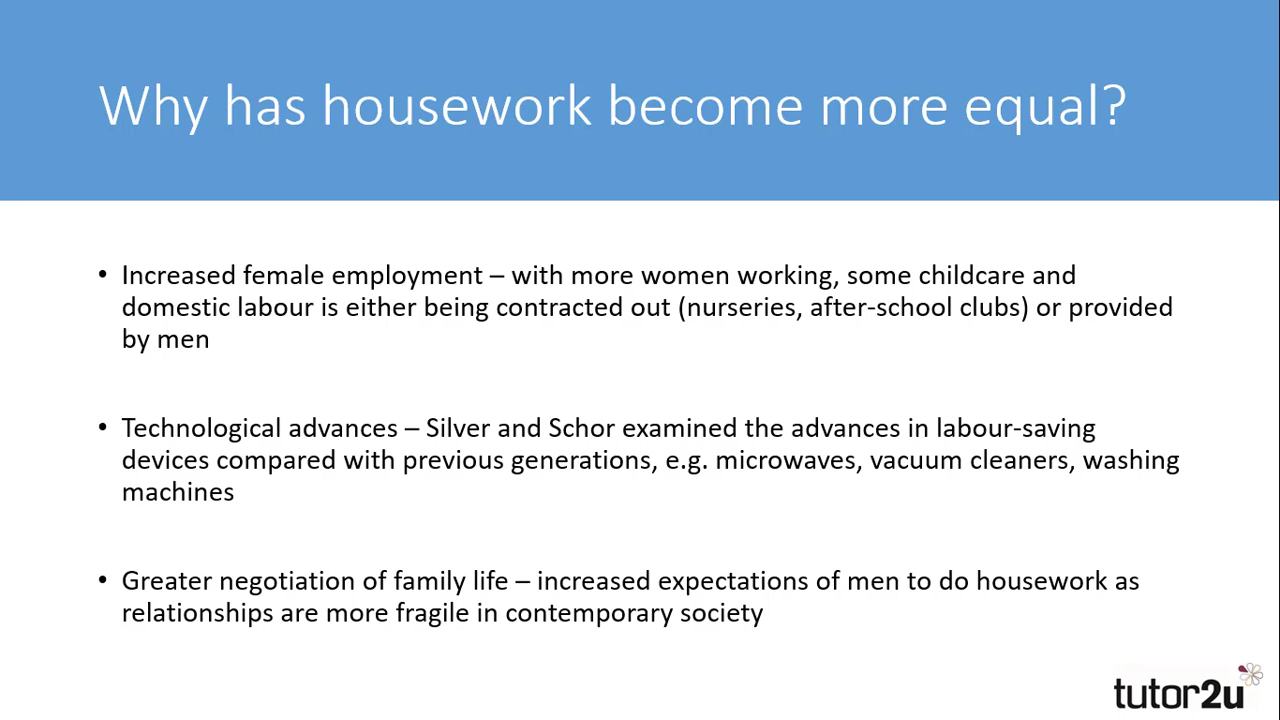 Why has housework become more equal?
• Increased female employment – with more women working, some childcare and
domestic labour is either being contracted out (nurseries, after-school clubs) or provided
by men
• Technological advances – Silver and Schor examined the advances in labour-saving
devices compared with previous generations, e.g. microwaves, vacuum cleaners, washing
machines
• Greater negotiation of family life – increased expectations of men to do housework as
relationships are more fragile in contemporary society
tutor2u